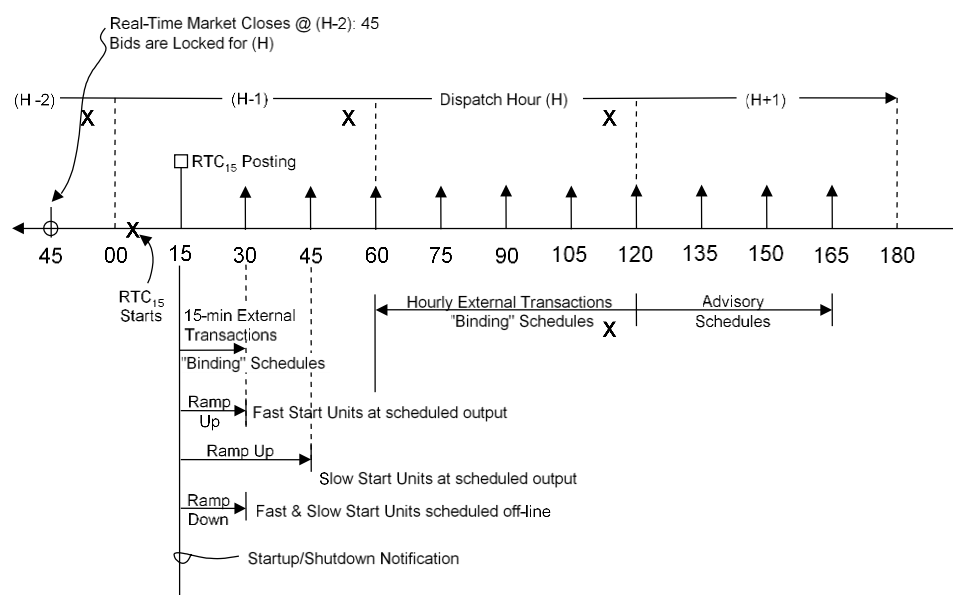 Real-Time Market Closes @ (H-2): 45
Bids are Locked for (H)
(H -2)
(H-1)
Dispatch Hour (H)
(H+1)
X
X
X
RTC15 Posting
X
45
00
15
30
45
60
75
90
105
120
135
150
165
180
RTC15
Starts
15-min External
Transactions
"Binding" Schedules
Hourly External Transactions
"Binding" Schedules
X
Advisory
Schedules
Ramp
Up
Fast Start Units at scheduled output
Ramp Up
Slow Start Units at scheduled output
Ramp
Down
Fast & Slow Start Units scheduled off-line
Startup/Shutdown Notification